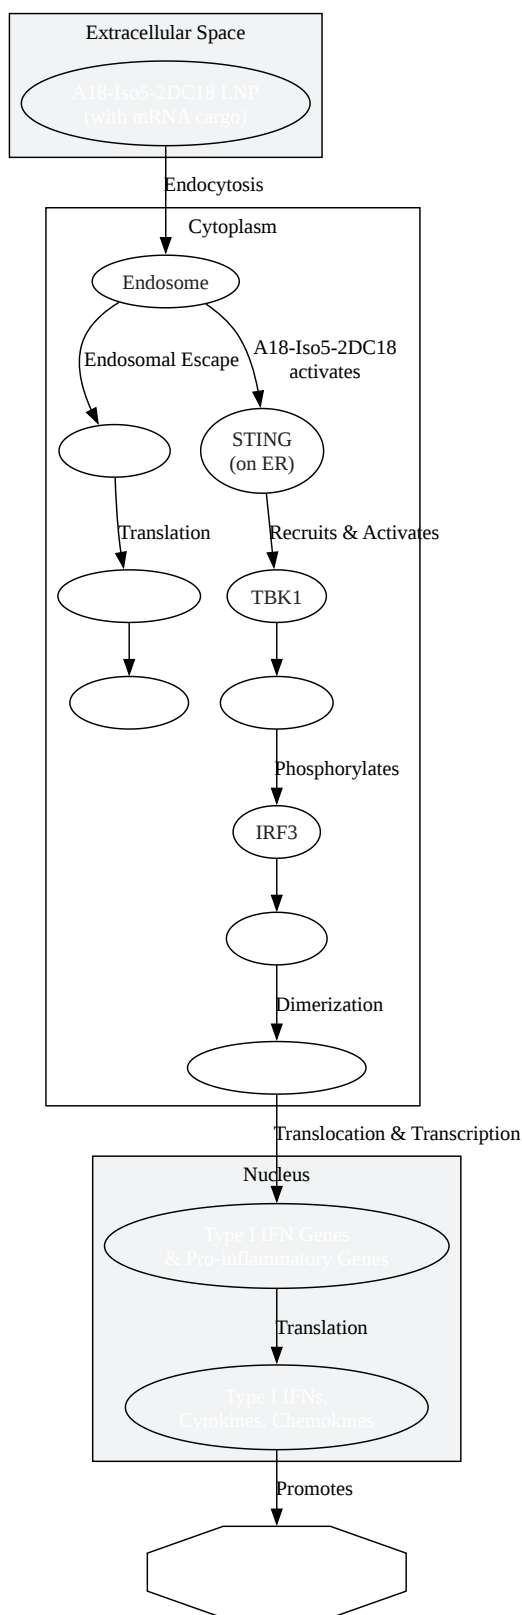 Extracellular Space
A18-Iso5-2DC18 LNP
(with mRNA cargo)
Endocytosis
Cytoplasm
Endosome
Endosomal Escape
A18-Iso5-2DC18
activates
STING
(on ER)
Translation
Recruits & Activates
TBK1
Phosphorylates
IRF3
Dimerization
Translocation & Transcription
Nucleus
Type I IFN Genes
& Pro-inflammatory Genes
Translation
Type I IFNs,
Cytokines, Chemokines
Promotes